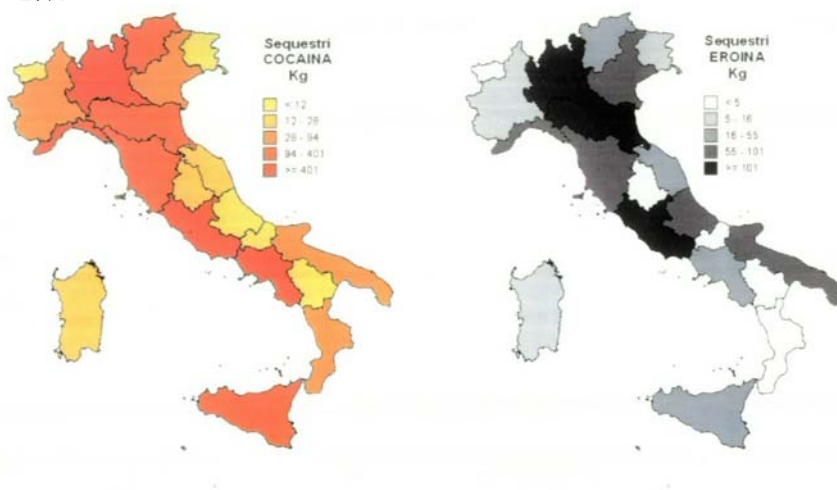 Sequestri
COCAINA
Kg
< 12
12 - 28
28 - 94
94 - 401
>= 401
Sequestri
EROINA
Kg
< 5
5 - 16
16 - 55
55 - 101
>= 101